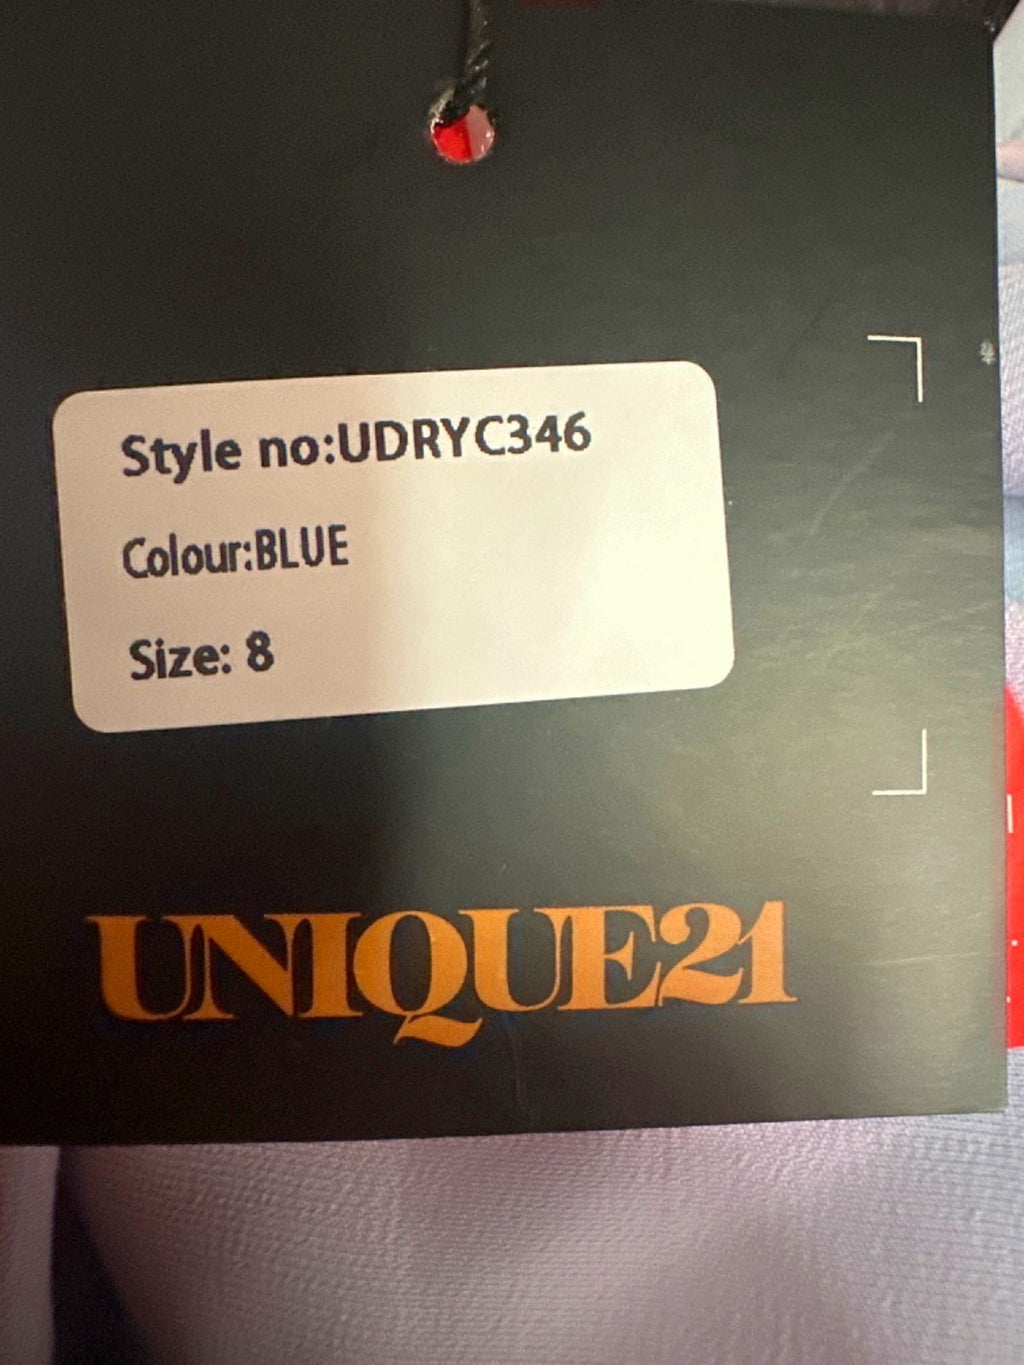 Style no:UDRYC346
Colour:BLUE
Size: 8
UNIQUE21